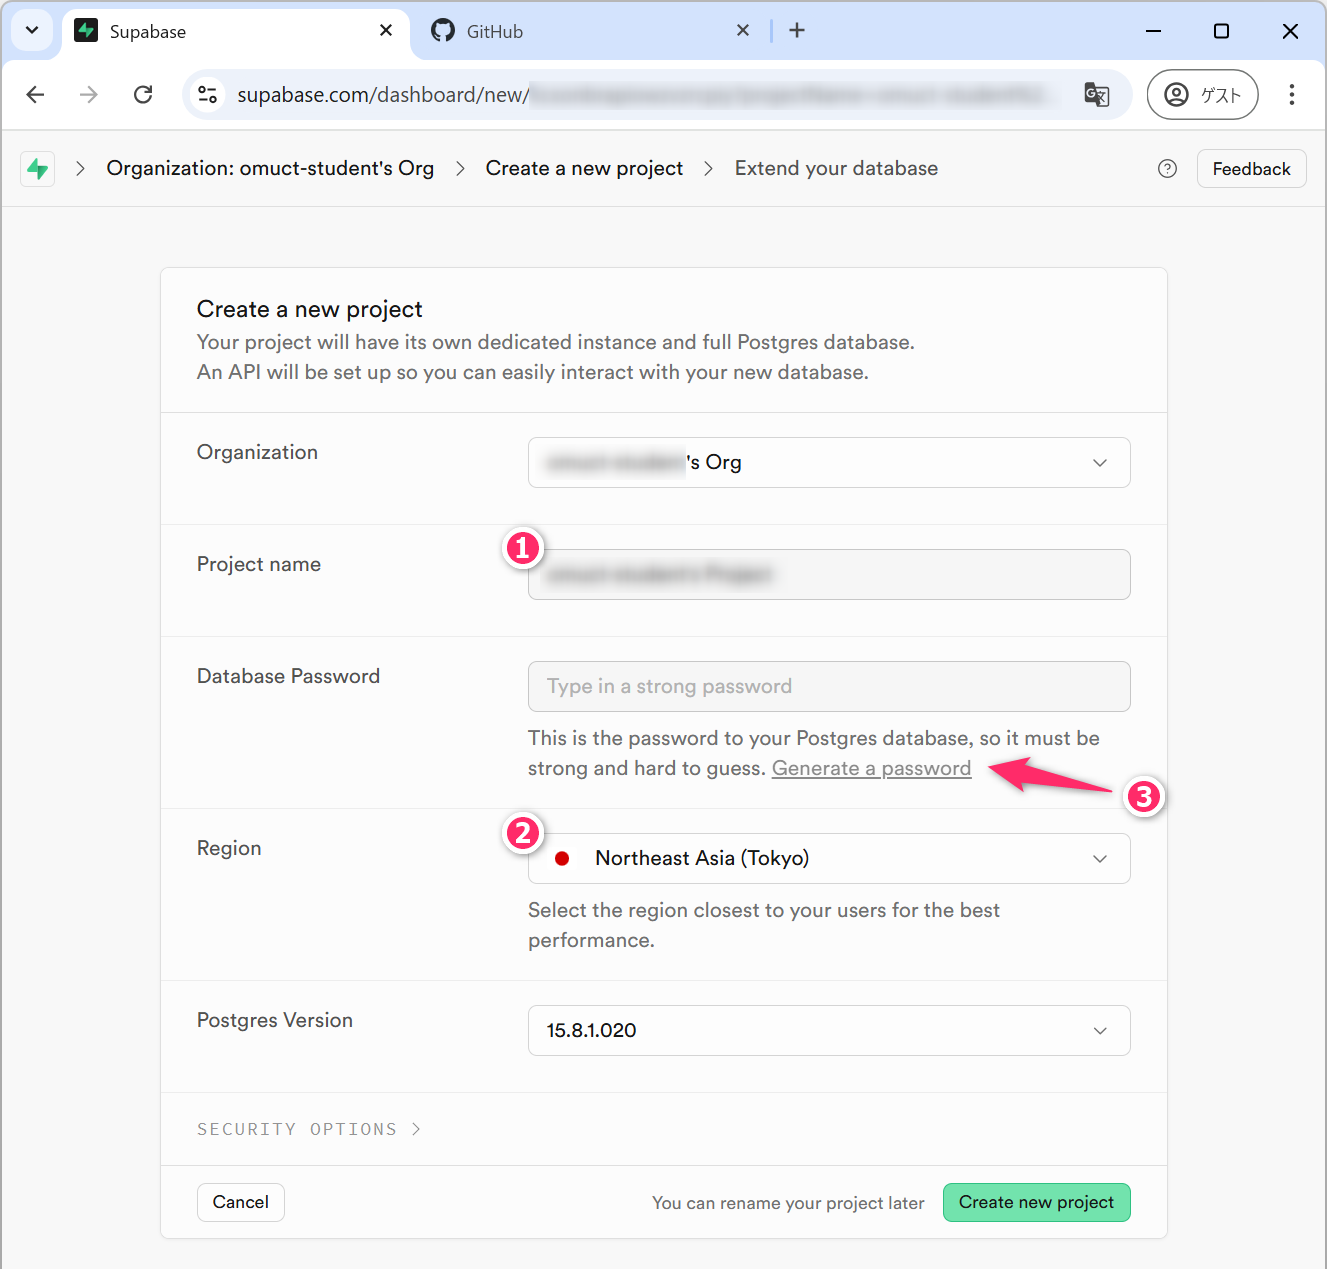 Supabase
GitHub
supabase.com/dashboard/new/
ゲスト
Organization: omuct-student's Org
Create a new project
Extend your database
Feedback
Create a new project
Your project will have its own dedicated instance and full Postgres database.
An API will be set up so you can easily interact with your new database.
Organization
's Org
1
Project name
Database Password
Type in a strong password
This is the password to your Postgres database, so it must be
strong and hard to guess. Generate a password
3
2
Region
Northeast Asia (Tokyo)
Select the region closest to your users for the best
performance.
Postgres Version
15.8.1.020
SECURITY OPTIONS
Cancel
You can rename your project later
Create new project